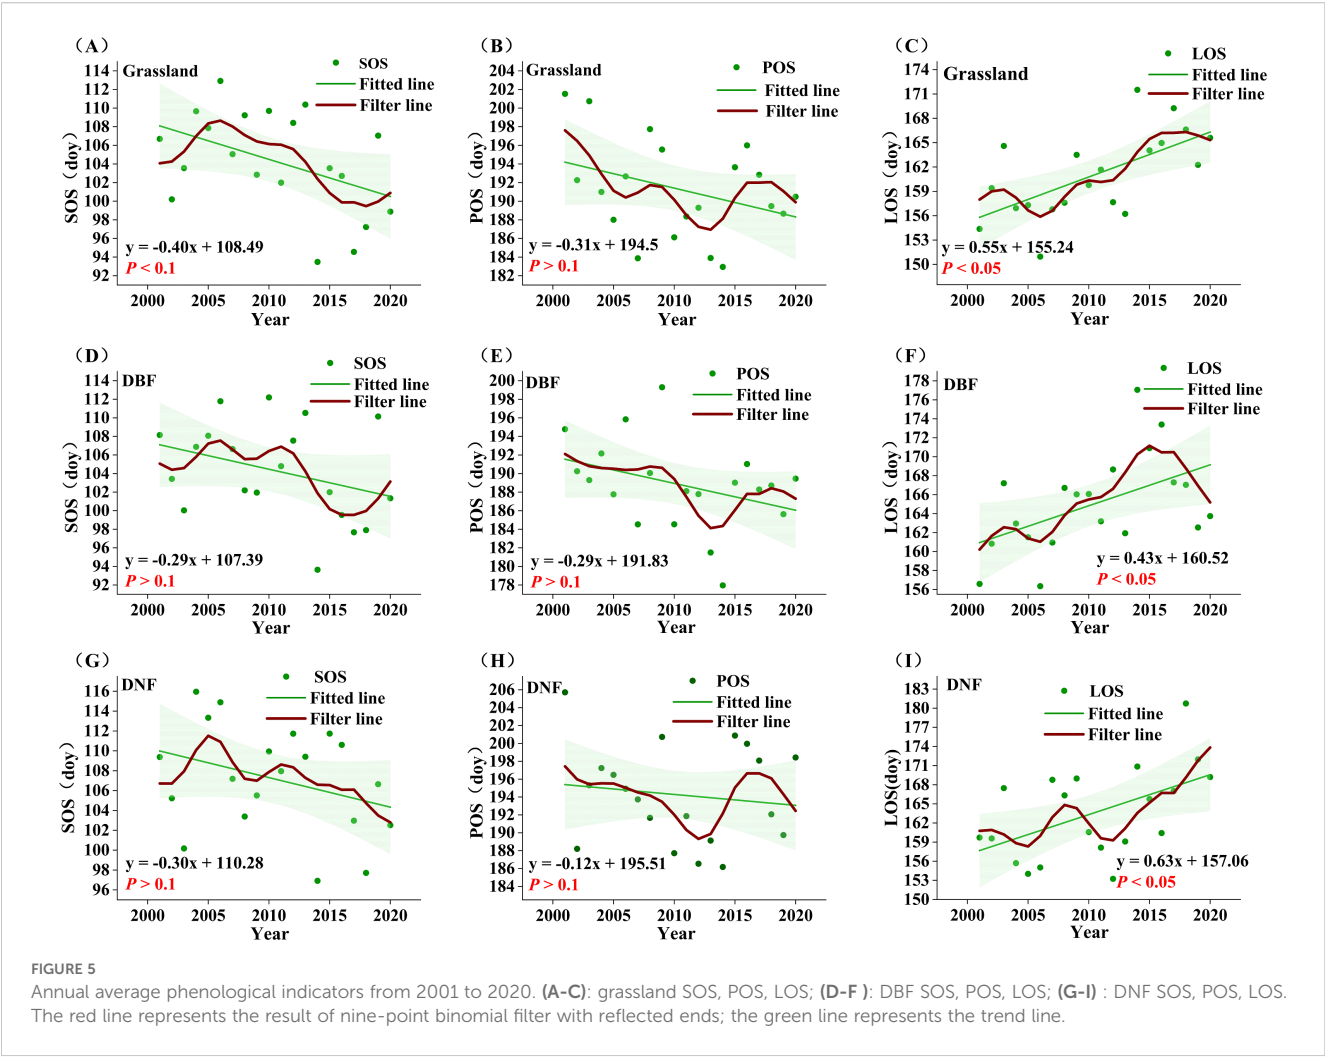 （A）
Grassland
SOS
Fitted line
Filter line
SOS（doy）
114
112
110
108
106
104
102
100
98
96
94
92
y = -0.40x + 108.49
P < 0.1
2000 2005 2010 2015 2020
Year
（B）
Grassland
POS
Fitted line
Filter line
POS（doy）
204
202
200
198
196
194
192
190
188
186
184
182
y = -0.31x + 194.5
P > 0.1
2000 2005 2010 2015 2020
Year
（C）
Grassland
LOS
Fitted line
Filter line
LOS（doy）
174
171
168
165
162
159
156
153
150
y = 0.55x + 155.24
P < 0.05
2000 2005 2010 2015 2020
Year
（D）
DBF
SOS
Fitted line
Filter line
SOS（doy）
114
112
110
108
106
104
102
100
98
96
94
92
y = -0.29x + 107.39
P > 0.1
2000 2005 2010 2015 2020
Year
（E）
DBF
POS
Fitted line
Filter line
POS（doy）
200
198
196
194
192
190
188
186
184
182
180
178
y = -0.29x + 191.83
P > 0.1
2000 2005 2010 2015 2020
Year
（F）
DBF
LOS
Fitted line
Filter line
LOS（doy）
178
176
174
172
170
168
166
164
162
160
158
156
y = 0.43x + 160.52
P < 0.05
2000 2005 2010 2015 2020
Year
（G）
DNF
SOS
Fitted line
Filter line
SOS（doy）
116
114
112
110
108
106
104
102
100
98
96
y = -0.30x + 110.28
P > 0.1
2000 2005 2010 2015 2020
Year
（H）
DNF
POS
Fitted line
Filter line
POS（doy）
206
204
202
200
198
196
194
192
190
188
186
184
y = -0.12x + 195.51
P > 0.1
2000 2005 2010 2015 2020
Year
（I）
DNF
LOS
Fitted line
Filter line
LOS(doy)
183
180
177
174
171
168
165
162
159
156
153
150
y = 0.63x + 157.06
P < 0.05
2000 2005 2010 2015 2020
Year
FIGURE 5
Annual average phenological indicators from 2001 to 2020. (A-C): grassland SOS, POS, LOS; (D-F ): DBF SOS, POS, LOS; (G-I) : DNF SOS, POS, LOS.
The red line represents the result of nine-point binomial filter with reflected ends; the green line represents the trend line.